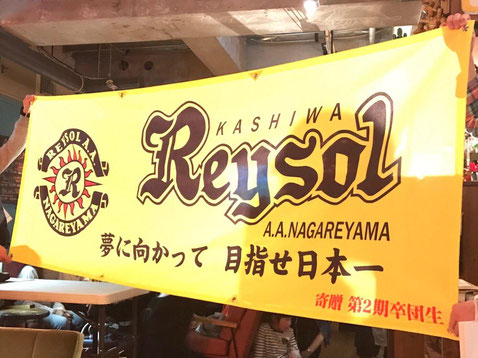 REYSOL A.A.
R
NAGAREYAMA
KASHIWA
Reysol
A.A.NAGAREYAMA
夢に向かって 目指せ日本一
寄贈 第2期卒団生